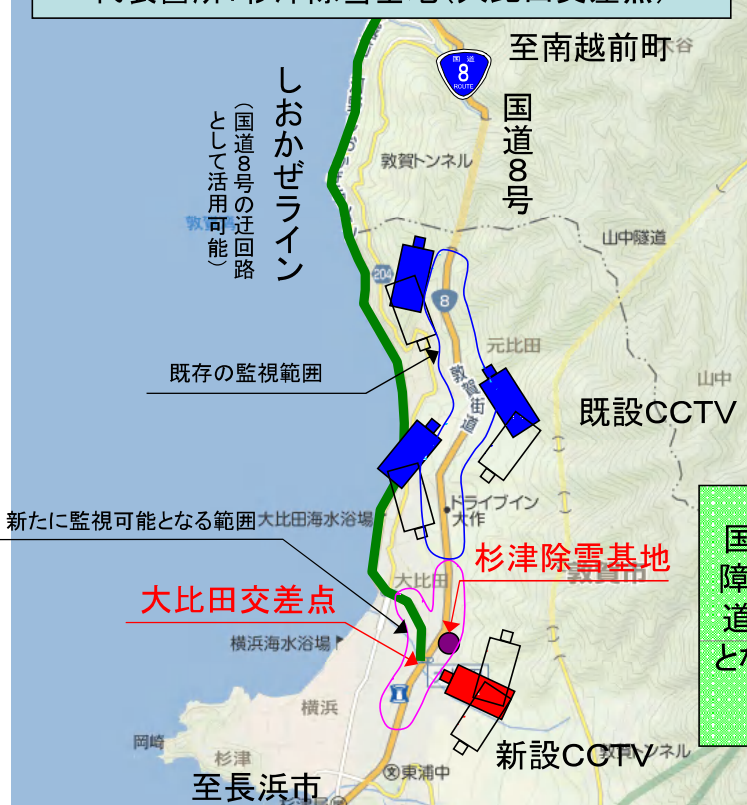 至南越前町
大谷
国道
8
ROUTE
国道8号
しおかぜライン
（国道8号の迂回路
として活用可能）
敦賀トンネル
山中隧道
204
8
元比田
既存の監視範囲
敦賀街道
山中
既設CCTV
ドライブイン
大作
新たに監視可能となる範囲
大比田海水浴場
杉津除雪基地
敦賀市
大比田
大比田交差点
横浜海水浴場
横浜
岡崎
杉津
新設CCTV
東浦中
至長浜市
国
障
道
とな